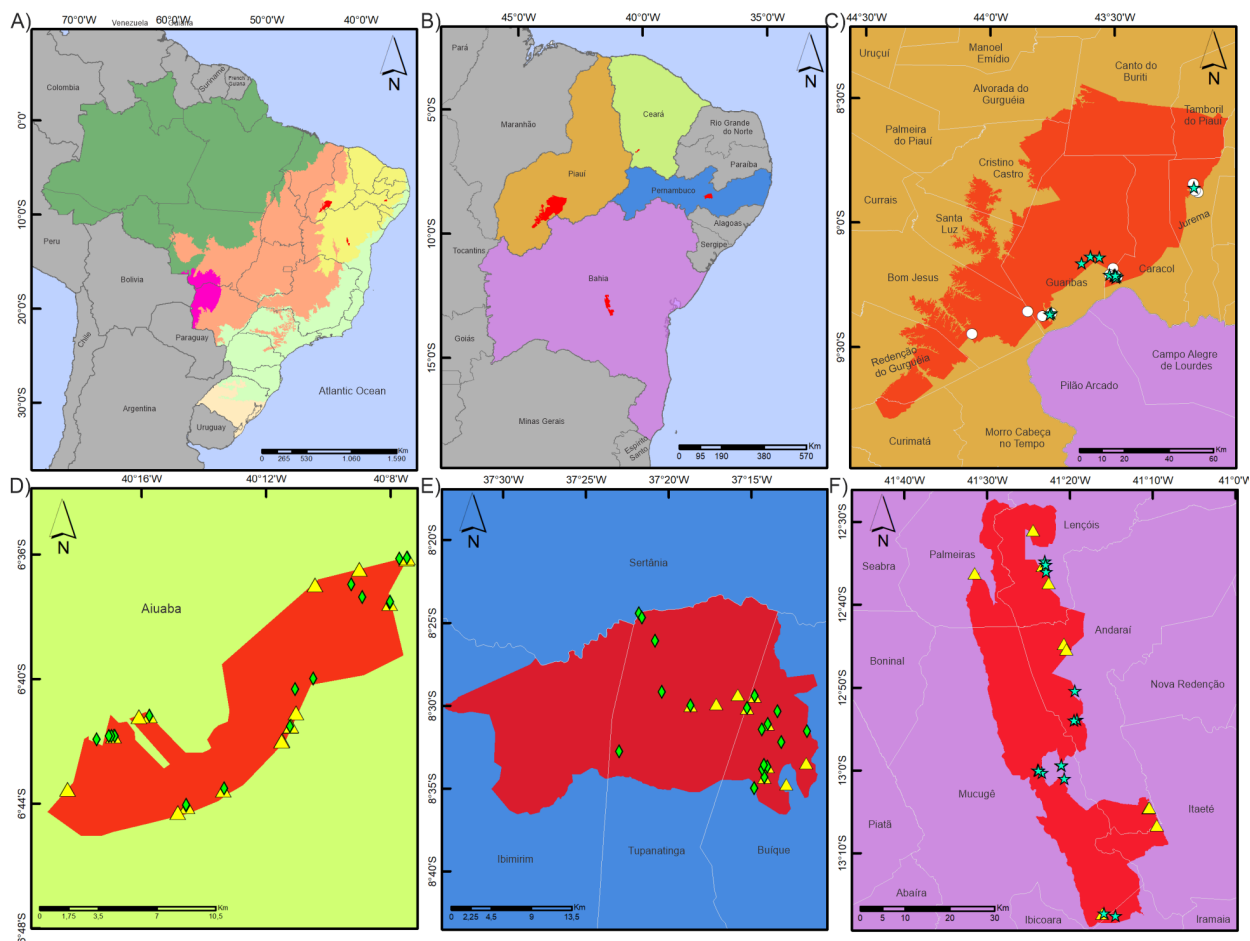 A)
70°0'W 60°0'W 50°0'W 40°0'W
Venezuela
Guiana
Suriname
French Guiana
Colombia
N
0°0'
10°0'S
20°0'S
30°0'S
Peru
Bolivia
Chile
Paraguay
Argentina
Uruguay
Atlantic Ocean
Km
0 265 530 1.060 1.590
B)
45°0'W 40°0'W 35°0'W
Pará
N
5°0'S
10°0'S
15°0'S
Maranhão
Ceará
Rio Grande do Norte
Paraíba
Piauí
Pernambuco
Alagoas
Sergipe
Tocantins
Bahia
Goiás
Minas Gerais
Espírito Santo
Km
0 95 190 380 570
C)
44°30'W 44°0'W 43°30'W
Uruçuí
Manoel Emídio
Canto do Buriti
N
8°30'S
9°0'S
9°30'S
Alvorada do Gurguéia
Tamboril do Piauí
Palmeira do Piauí
Cristino Castro
Currais
Santa Luz
Jurema
Bom Jesus
Guaribas
Caracol
Redenção do Gurguéia
Campo Alegre de Lourdes
Pilão Arcado
Curimatá
Morro Cabeça no Tempo
Km
0 10 20 40 60
D)
40°16'W 40°12'W 40°8'W
N
6°36'S
6°40'S
6°44'S
6°48'S
Aiuaba
Km
0 1,75 3,5 7 10,5
E)
37°30'W 37°25'W 37°20'W 37°15'W
N
8°20'S
8°25'S
8°30'S
8°35'S
8°40'S
Sertânia
Ibimirim
Tupanatinga
Buíque
Km
0 2,25 4,5 9 13,5
F)
41°40'W 41°30'W 41°20'W 41°10'W 41°0'W
N
12°30'S
12°40'S
12°50'S
13°0'S
13°10'S
Lençóis
Palmeiras
Seabra
Andaraí
Boninal
Nova Redenção
Mucugê
Itaeté
Piatã
Abaíra
Ibicoara
Iramaia
Km
0 5 10 20 30